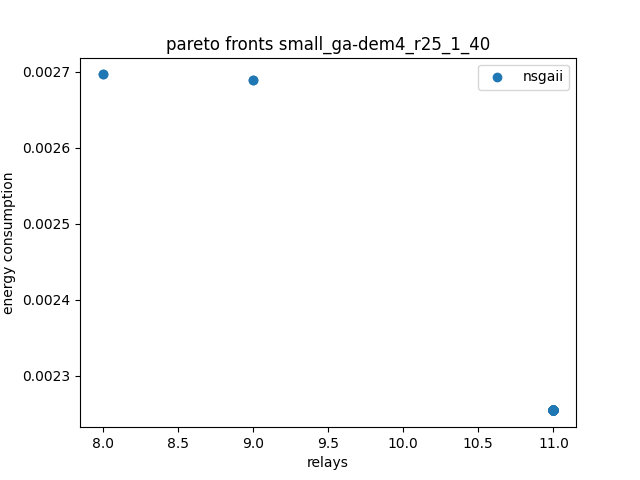 pareto fronts small_ga-dem4_r25_1_40
nsgaii
0.0027
0.0026
0.0025
0.0024
0.0023
energy consumption
8.0 8.5 9.0 9.5 10.0 10.5 11.0
relays